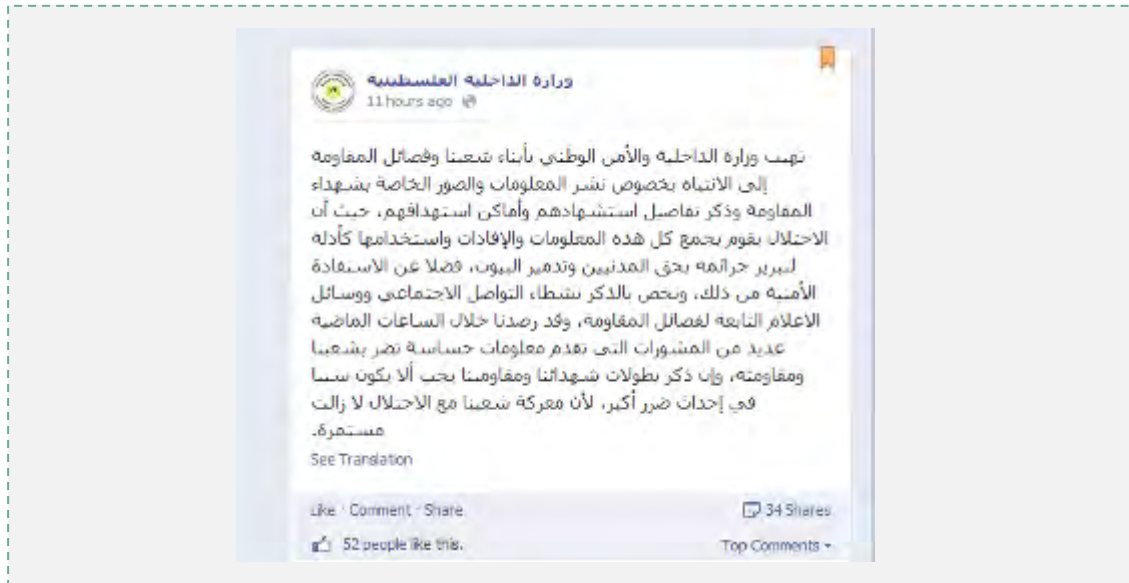 وزارة الداخلية الفلسطينية
11 hours ago
تهيب وزارة الداخلية والأمن الوطني بأبناء شعبنا وفصائل المقاومة
إلى الانتباه بخصوص نشر المعلومات والصور الخاصة بشهداء
المقاومة وذكر تفاصيل استشهادهم وأماكن استهدافهم، حيث أن
الاحتلال يقوم بجمع كل هذه المعلومات والإفادات واستخدامها كأدلة
لتبرير جرائمه بحق المدنيين وتدمير البيوت، فضلا عن الاستفادة
الأمنية من ذلك، ونخص بالذكر نشطاء التواصل الاجتماعي ووسائل
الاعلام التابعة لفصائل المقاومة، وقد رصدنا خلال الساعات الماضية
عديد من المشورات التي تقدم معلومات حساسة تضر بشعبنا
ومقاومته، وإن ذكر بطولات شهدائنا ومقاومينا يجب ألا يكون سببا
في إحداث ضرر أكبر، لأن معركة شعبنا مع الاحتلال لا زالت
مستمرة.
See Translation
Like · Comment · Share
34 Shares
52 people like this.
Top Comments